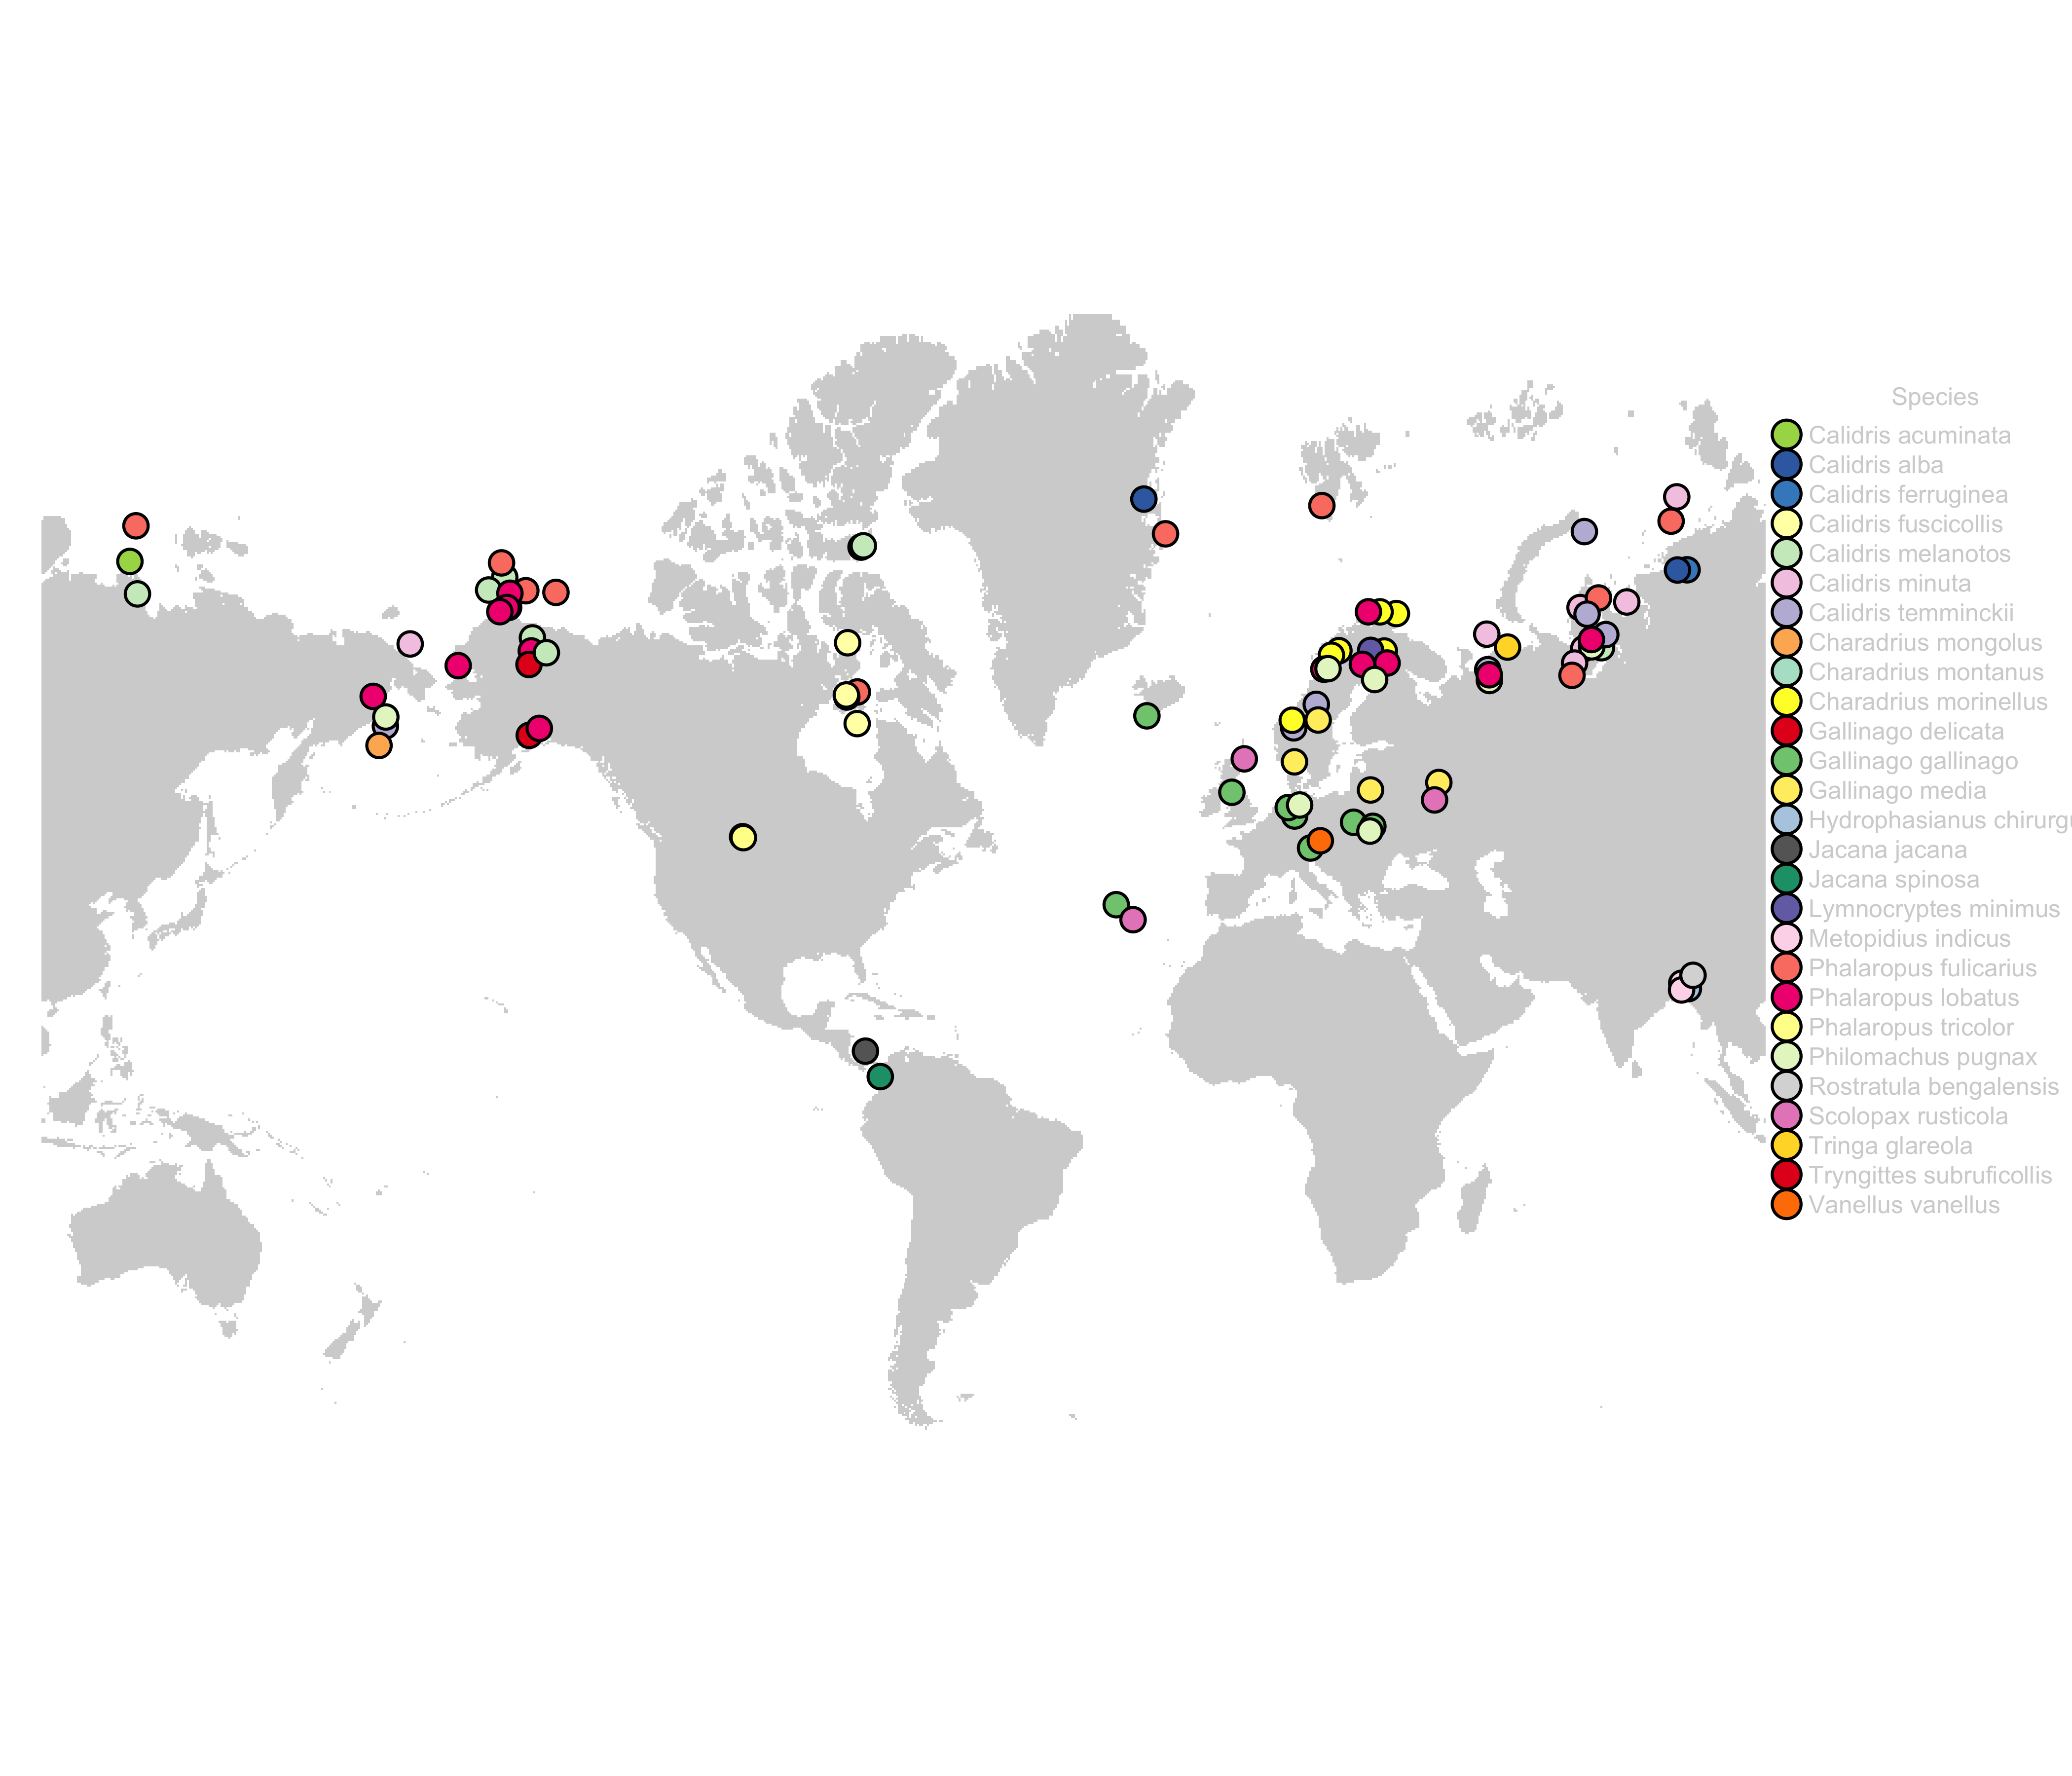 Species
Calidris acuminata
Calidris alba
Calidris ferruginea
Calidris fuscicollis
Calidris melanotos
Calidris minuta
Calidris temminckii
Charadrius mongolus
Charadrius montanus
Charadrius morinellus
Gallinago delicata
Gallinago gallinago
Gallinago media
Hydrophasianus
Jacana jacana
Jacana spinosa
Lymnocryptes minimus
Metopidius indicus
Phalaropus fulicarius
Phalaropus lobatus
Phalaropus tricolor
Philomachus pugnax
Rostratula bengalensis
Scolopax rusticola
Tringa glareola
Tryngittes subruficollis
Vanellus vanellus